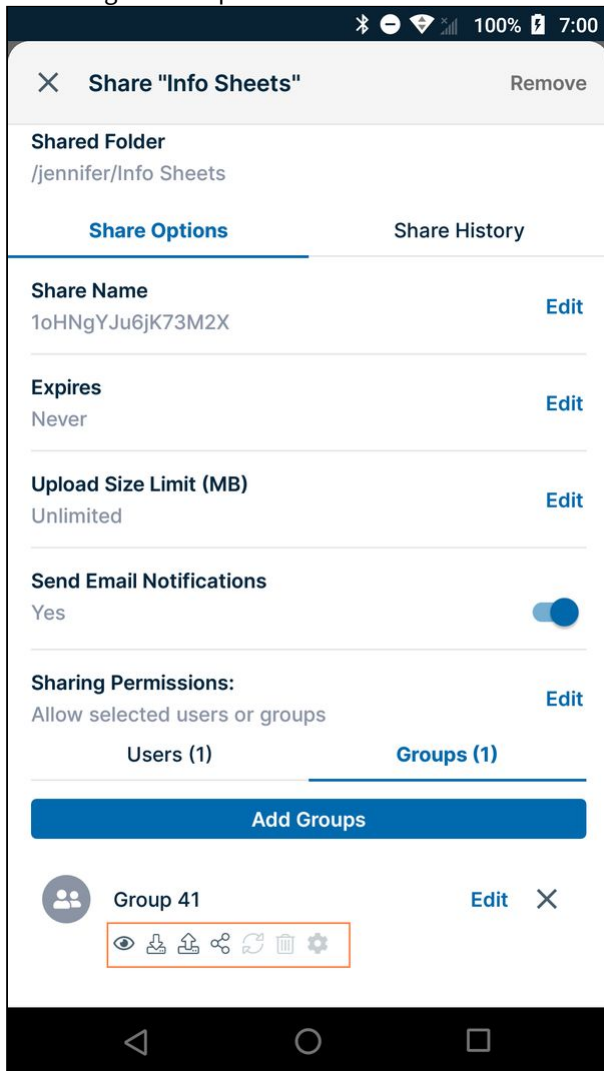 100% 7:00
Share "Info Sheets" Remove
Shared Folder
/jennifer/Info Sheets
Share Options Share History
Share Name
1oHNgYJu6jK73M2X Edit
Expires
Never Edit
Upload Size Limit (MB)
Unlimited Edit
Send Email Notifications
Yes
Sharing Permissions:
Allow selected users or groups Edit
Users (1) Groups (1)
Add Groups
Group 41 Edit